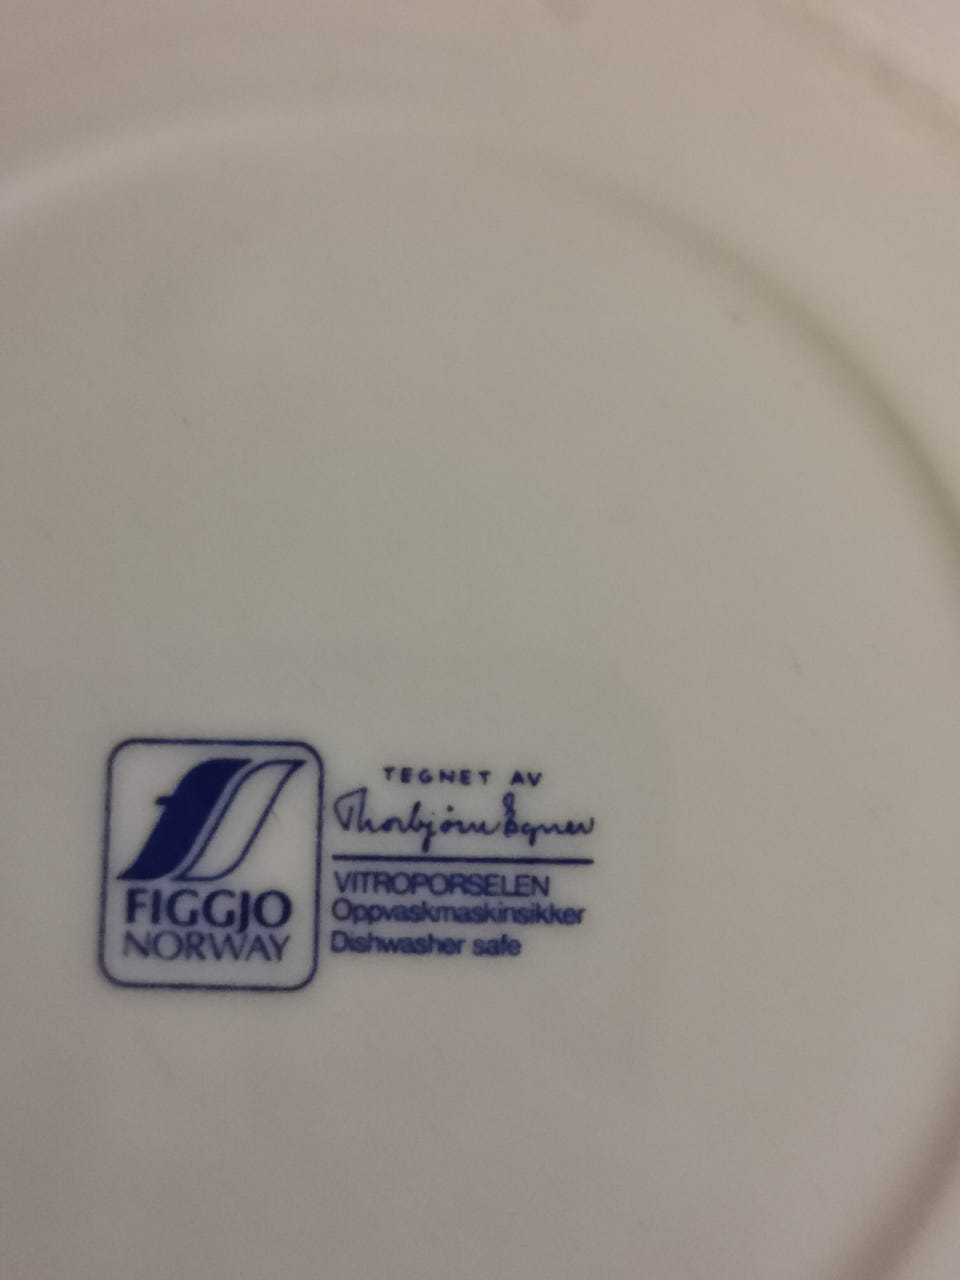 FIGGJO
NORWAY
TEGNET AV
Thorbjørn Egner
VITROPORSELEN
Oppvaskmaskinsikker
Dishwasher safe